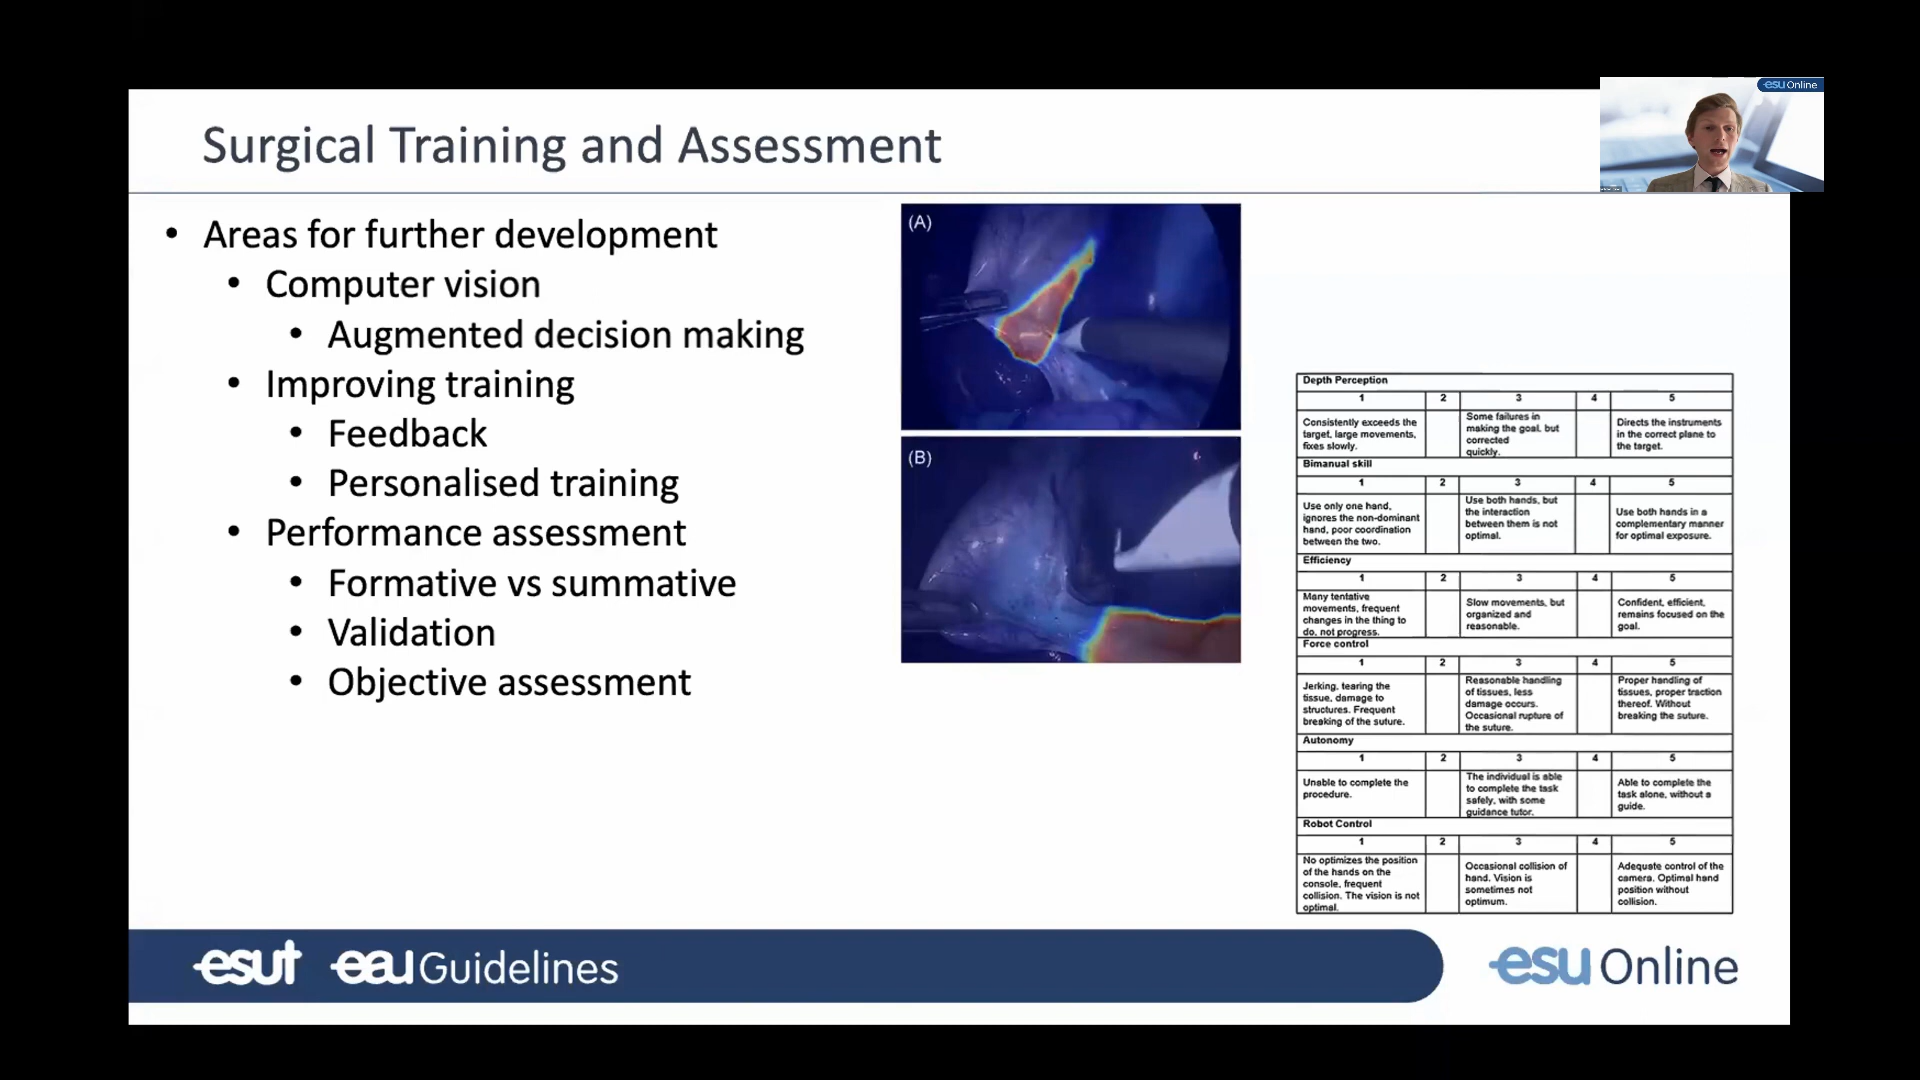 esu Online
Surgical Training and Assessment
• Areas for further development
• Computer vision
• Augmented decision making
• Improving training
• Feedback
• Personalised training
• Performance assessment
• Formative vs summative
• Validation
• Objective assessment
(A)
(B)
Depth Perception
1 2 3 4 5
Consistently exceeds the
target, large movements,
fixes slowly.
Some failures in
making the goal, but
corrected
quickly.
Directs the instruments
in the correct plane to
the target.
Bimanual skill
1 2 3 4 5
Use only one hand,
ignores the non-dominant
hand, poor coordination
between the two.
Use both hands, but
the interaction
between them is not
optimal.
Use both hands in a
complementary manner
for optimal exposure.
Efficiency
1 2 3 4 5
Many tentative
movements, frequent
changes in the thing to
do, not progress.
Slow movements, but
organized and
reasonable.
Confident, efficient,
remains focused on the
goal.
Force control
1 2 3 4 5
Jerking, tearing the
tissue, damage to
structures. Frequent
breaking of the suture.
Reasonable handling
of tissues, less
damage occurs.
Occasional rupture of
the suture.
Proper handling of
tissues, proper traction
thereof. Without
breaking the suture.
Autonomy
1 2 3 4 5
Unable to complete the
procedure.
The individual is able
to complete the task
safely, with some
guidance tutor.
Able to complete the
task alone, without a
guide.
Robot Control
1 2 3 4 5
No optimizes the position
of the hands on the
console, frequent
collision. The vision is not
optimal.
Occasional collision of
hand. Vision is
sometimes not
optimum.
Adequate control of the
camera. Optimal hand
position without
collision.
esut eau Guidelines
esu Online